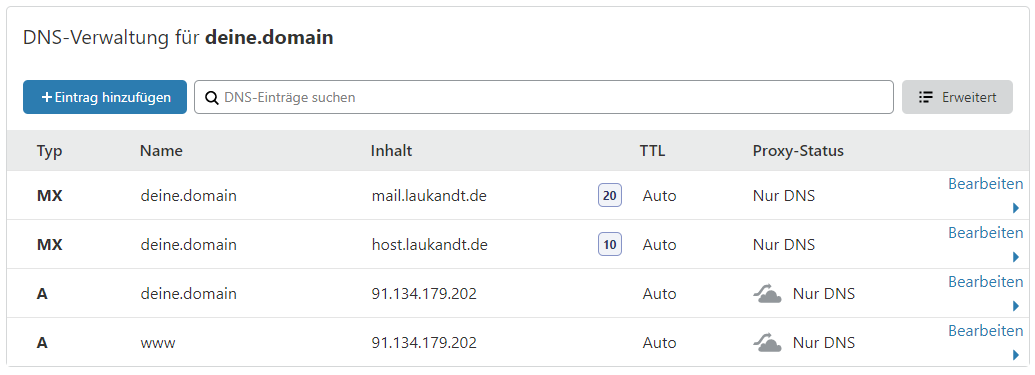 DNS-Verwaltung für deine.domain
+Eintrag hinzufügen DNS-Einträge suchen Erweitert
Typ Name Inhalt TTL Proxy-Status
MX deine.domain mail.laukandt.de 20 Auto Nur DNS Bearbeiten
MX deine.domain host.laukandt.de 10 Auto Nur DNS Bearbeiten
A deine.domain 91.134.179.202 Auto Nur DNS Bearbeiten
A www 91.134.179.202 Auto Nur DNS Bearbeiten